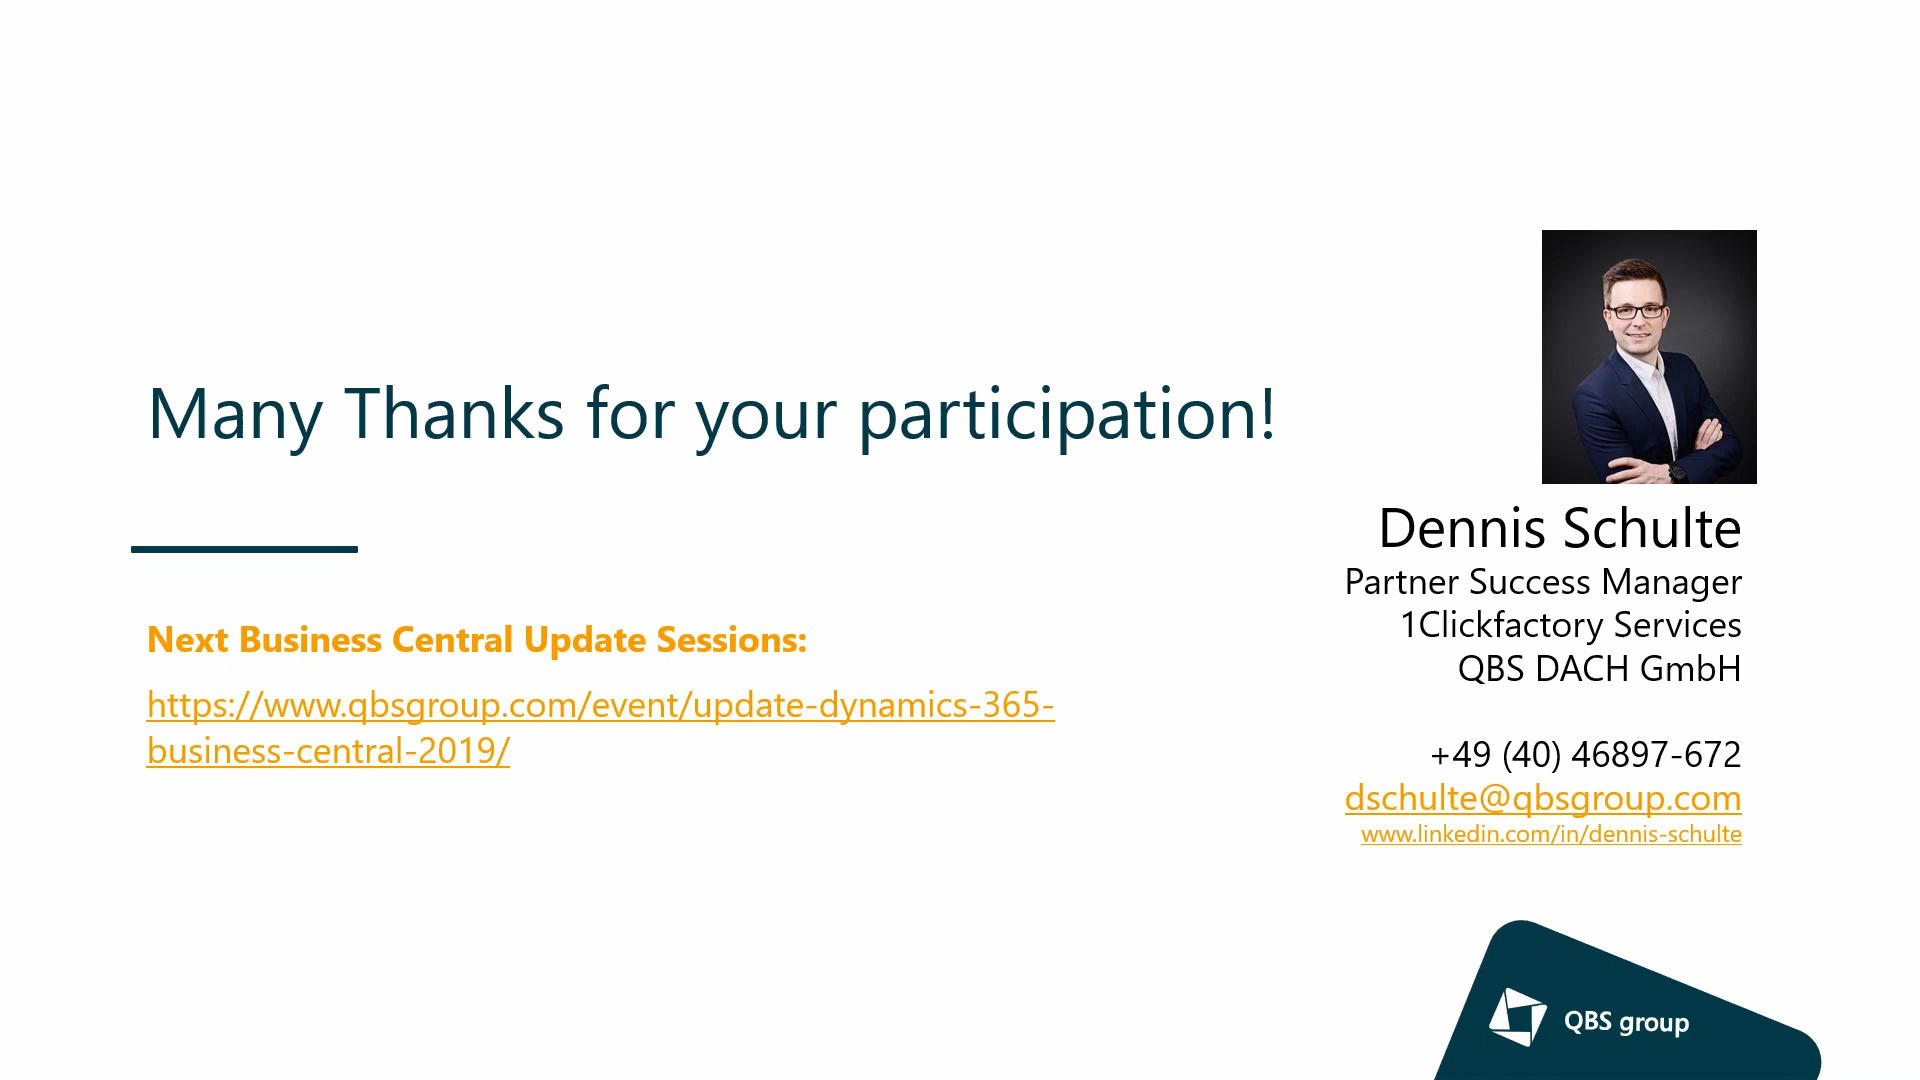 Many Thanks for your participation!
Next Business Central Update Sessions:
https://www.qbsgroup.com/event/update-dynamics-365-
business-central-2019/
Dennis Schulte
Partner Success Manager
1Clickfactory Services
QBS DACH GmbH
+49 (40) 46897-672
dschulte@qbsgroup.com
www.linkedin.com/in/dennis-schulte
QBS group